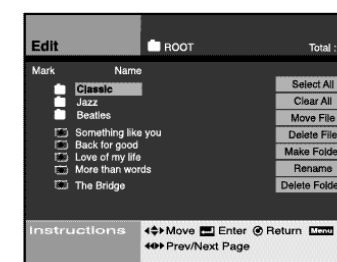 Edit ROOT Total :
Mark Name
Classic
Jazz
Beatles
Something like you
Back for good
Love of my life
More than words
The Bridge
Select All
Clear All
Move File
Delete File
Make Folde
Rename
Delete Folde
Instructions Move Enter Return Menu
Prev/Next Page